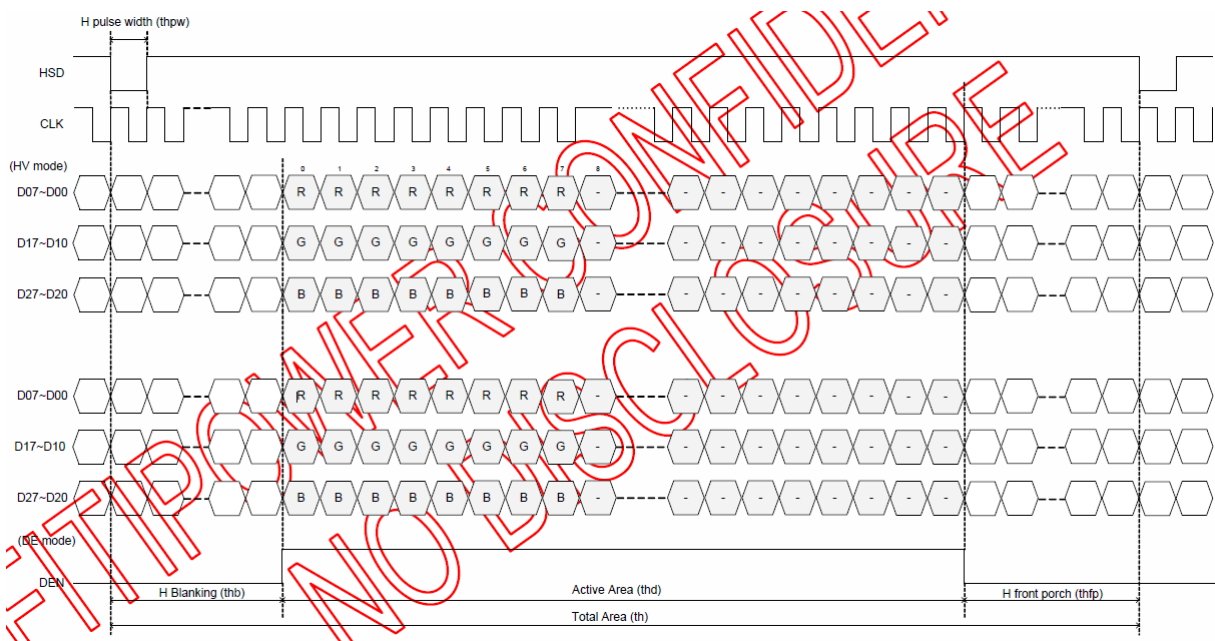 H pulse width (thpw)
HSD
CLK
(HV mode)
0 1 2 3 4 5 6 7 8
D07~D00 R R R R R R R R - - - - - - - - -
D17~D10 G G G G G G G G - - - - - - - - -
D27~D20 B B B B B B B B - - - - - - - - -
D07~D00 R R R R R R R R - - - - - - - - -
D17~D10 G G G G G G G G - - - - - - - - -
D27~D20 B B B B B B B B - - - - - - - - -
(DE mode)
DEN
H Blanking (thb) Active Area (thd) H front porch (thfp)
Total Area (th)
NO DISCLOSURE